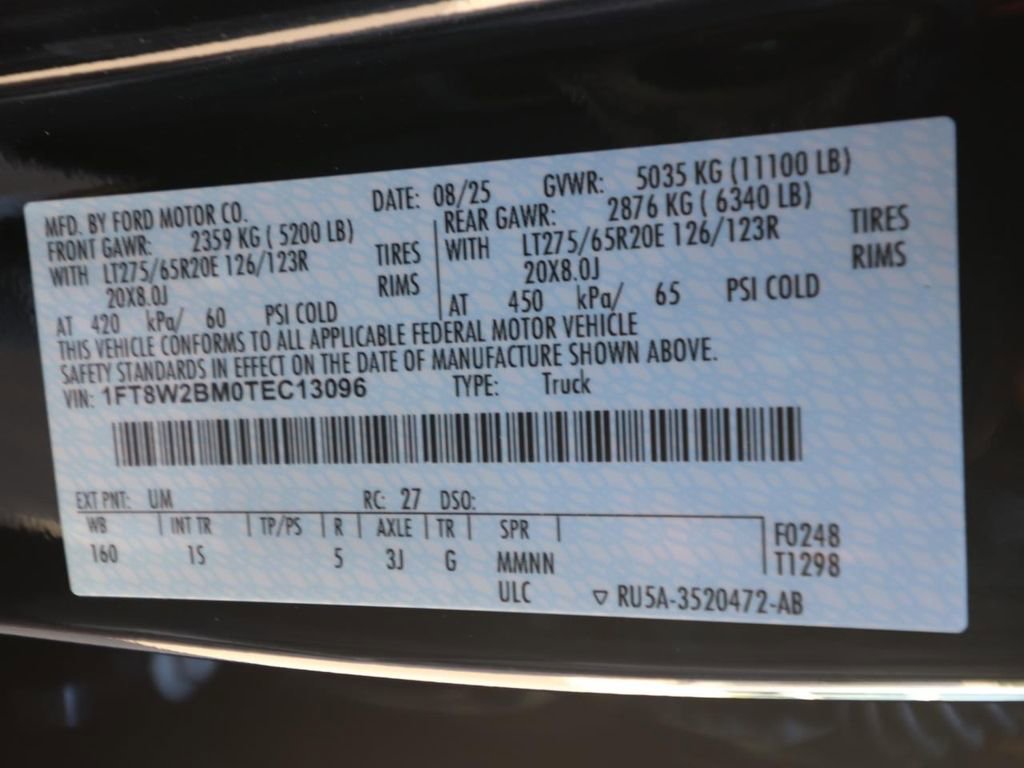 MFD. BY FORD MOTOR CO. DATE: 08/25 GVWR: 5035 KG (11100 LB)
FRONT GAWR: 2359 KG ( 5200 LB) REAR GAWR: 2876 KG ( 6340 LB)
WITH LT275/65R20E 126/123R TIRES WITH LT275/65R20E 126/123R TIRES
20X8.0J RIMS 20X8.0J RIMS
AT 420 kPa/ 60 PSI COLD AT 450 kPa/ 65 PSI COLD
THIS VEHICLE CONFORMS TO ALL APPLICABLE FEDERAL MOTOR VEHICLE
SAFETY STANDARDS IN EFFECT ON THE DATE OF MANUFACTURE SHOWN ABOVE.
VIN: 1FT8W2BM0TEC13096 TYPE: Truck
EXT PNT: UM RC: 27 DSO:
WB INT TR TP/PS R AXLE TR SPR F0248
160 1S 5 3J G MMNN T1298
ULC RU5A-3520472-AB